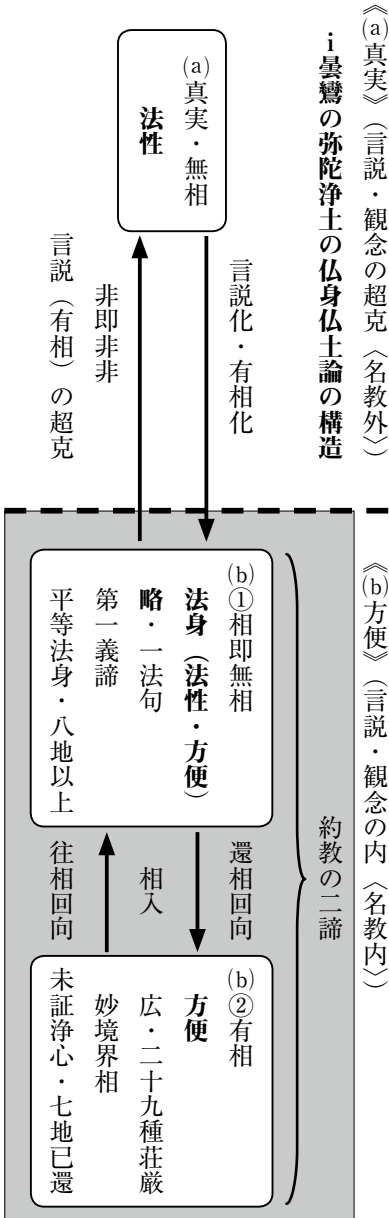 ⅰ曇鸞の弥陀浄土の仏身仏土論の構造
《(a)真実》（言説・観念の超克〈名教外〉）
《(b)方便》（言説・観念の内〈名教内〉）
約教の二諦
(a)真実・無相
法性
言説化・有相化
非即非非
言説（有相）の超克
(b)①相即無相
法身（法性・方便）
略・一法句
第一義諦
平等法身・八地以上
還相回向
相入
往相回向
(b)②有相
方便
広・二十九種荘厳
妙境界相
未証浄心・七地已還